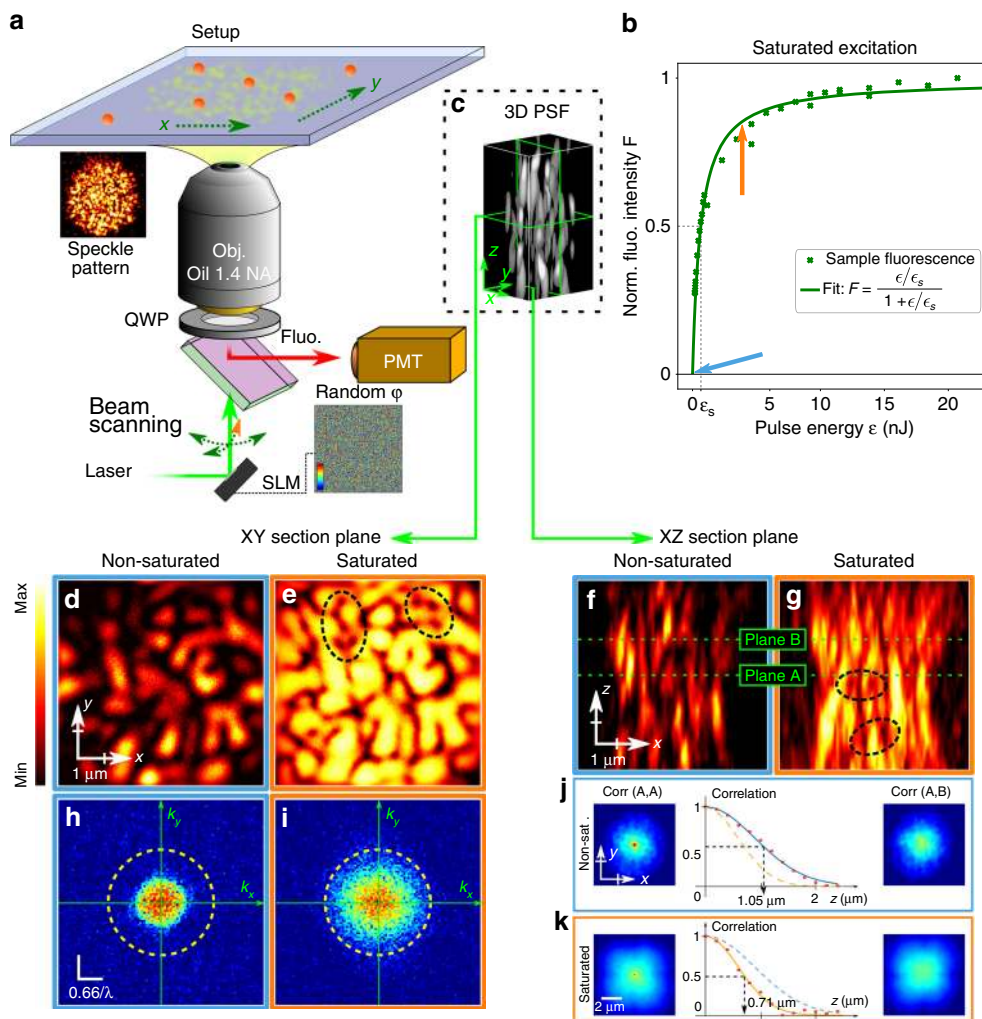 a
Setup
x
y
Speckle
pattern
Obj.
Oil 1.4 NA
QWP
Fluo.
PMT
Beam
scanning
Random φ
Laser
SLM
c
3D PSF
z
y
x
b
Saturated excitation
Norm. fluo. intensity F
1
0.5
0
Sample fluorescence
Fit: F = ϵ/ϵs / 1 + ϵ/ϵs
0 εs 5 10 15 20
Pulse energy ε (nJ)
XY section plane
XZ section plane
Non-saturated
Saturated
Non-saturated
Saturated
Max
Min
d
y
x
1 μm
e
f
z
x
1 μm
g
Plane B
Plane A
h
ky
kx
0.66/λ
i
ky
kx
j
Non-sat.
Corr (A,A)
y
x
Correlation
1
0.5
0
1.05 μm
2
z (μm)
Corr (A,B)
k
Saturated
2 μm
Correlation
1
0.5
0
0.71 μm
2
z (μm)